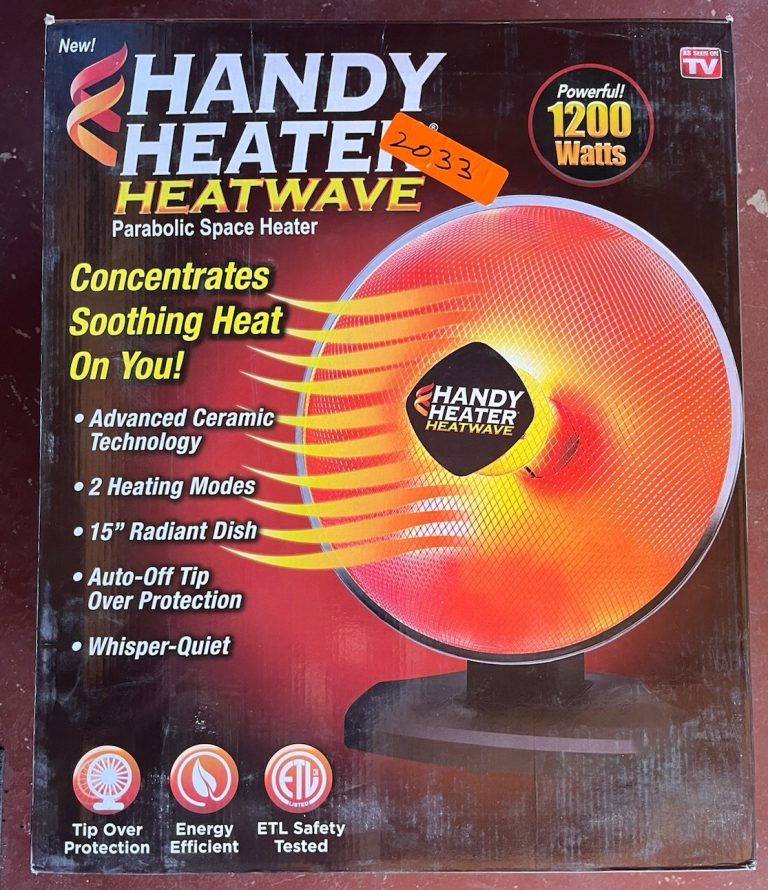 New!
HANDY
HEATER®
HEATWAVE
Parabolic Space Heater
2033
AS SEEN ON
TV
Powerful!
1200
Watts
Concentrates
Soothing Heat
On You!
• Advanced Ceramic
Technology
• 2 Heating Modes
• 15” Radiant Dish
• Auto-Off Tip
Over Protection
• Whisper-Quiet
HANDY
HEATER
HEATWAVE
ETL
LISTED
Tip Over
Protection
Energy
Efficient
ETL Safety
Tested